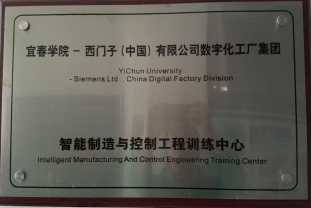 宜春学院 - 西门子（中国）有限公司数字化工厂集团
YiChun University
- Siemens Ltd ., China Digital Factory Division
智能制造与控制工程训练中心
Intelligent Manufacturing And Control Engineering Training Center